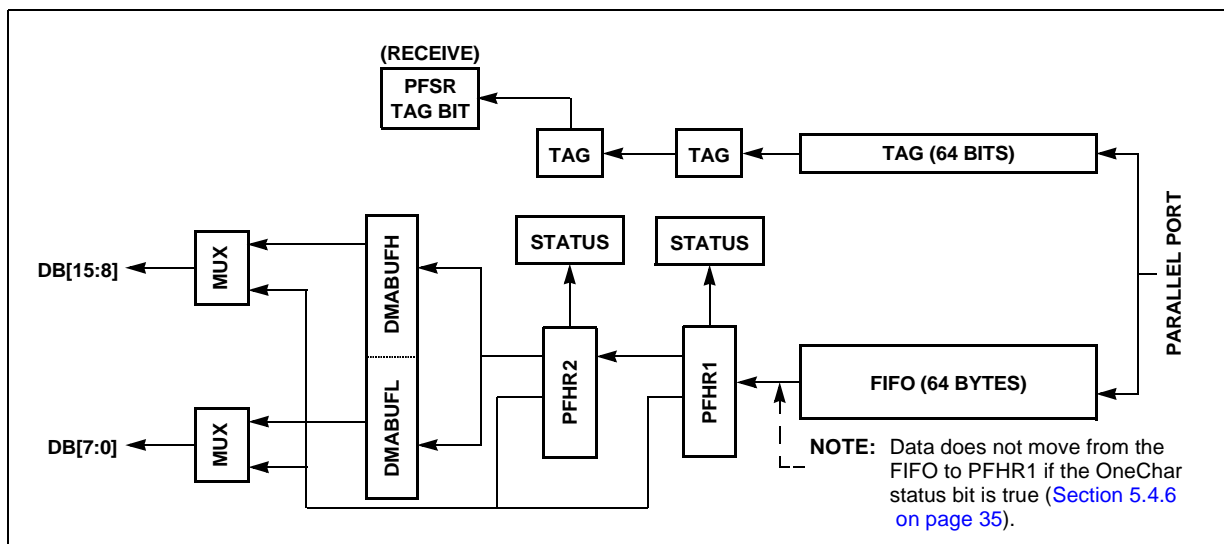 (RECEIVE)
PFSR
TAG BIT
TAG
TAG
TAG (64 BITS)
STATUS
STATUS
DB[15:8]
MUX
DMABUFH
PARALLEL PORT
DB[7:0]
MUX
DMABUFL
PFHR2
PFHR1
FIFO (64 BYTES)
NOTE: Data does not move from the
FIFO to PFHR1 if the OneChar
status bit is true (Section 5.4.6
on page 35).